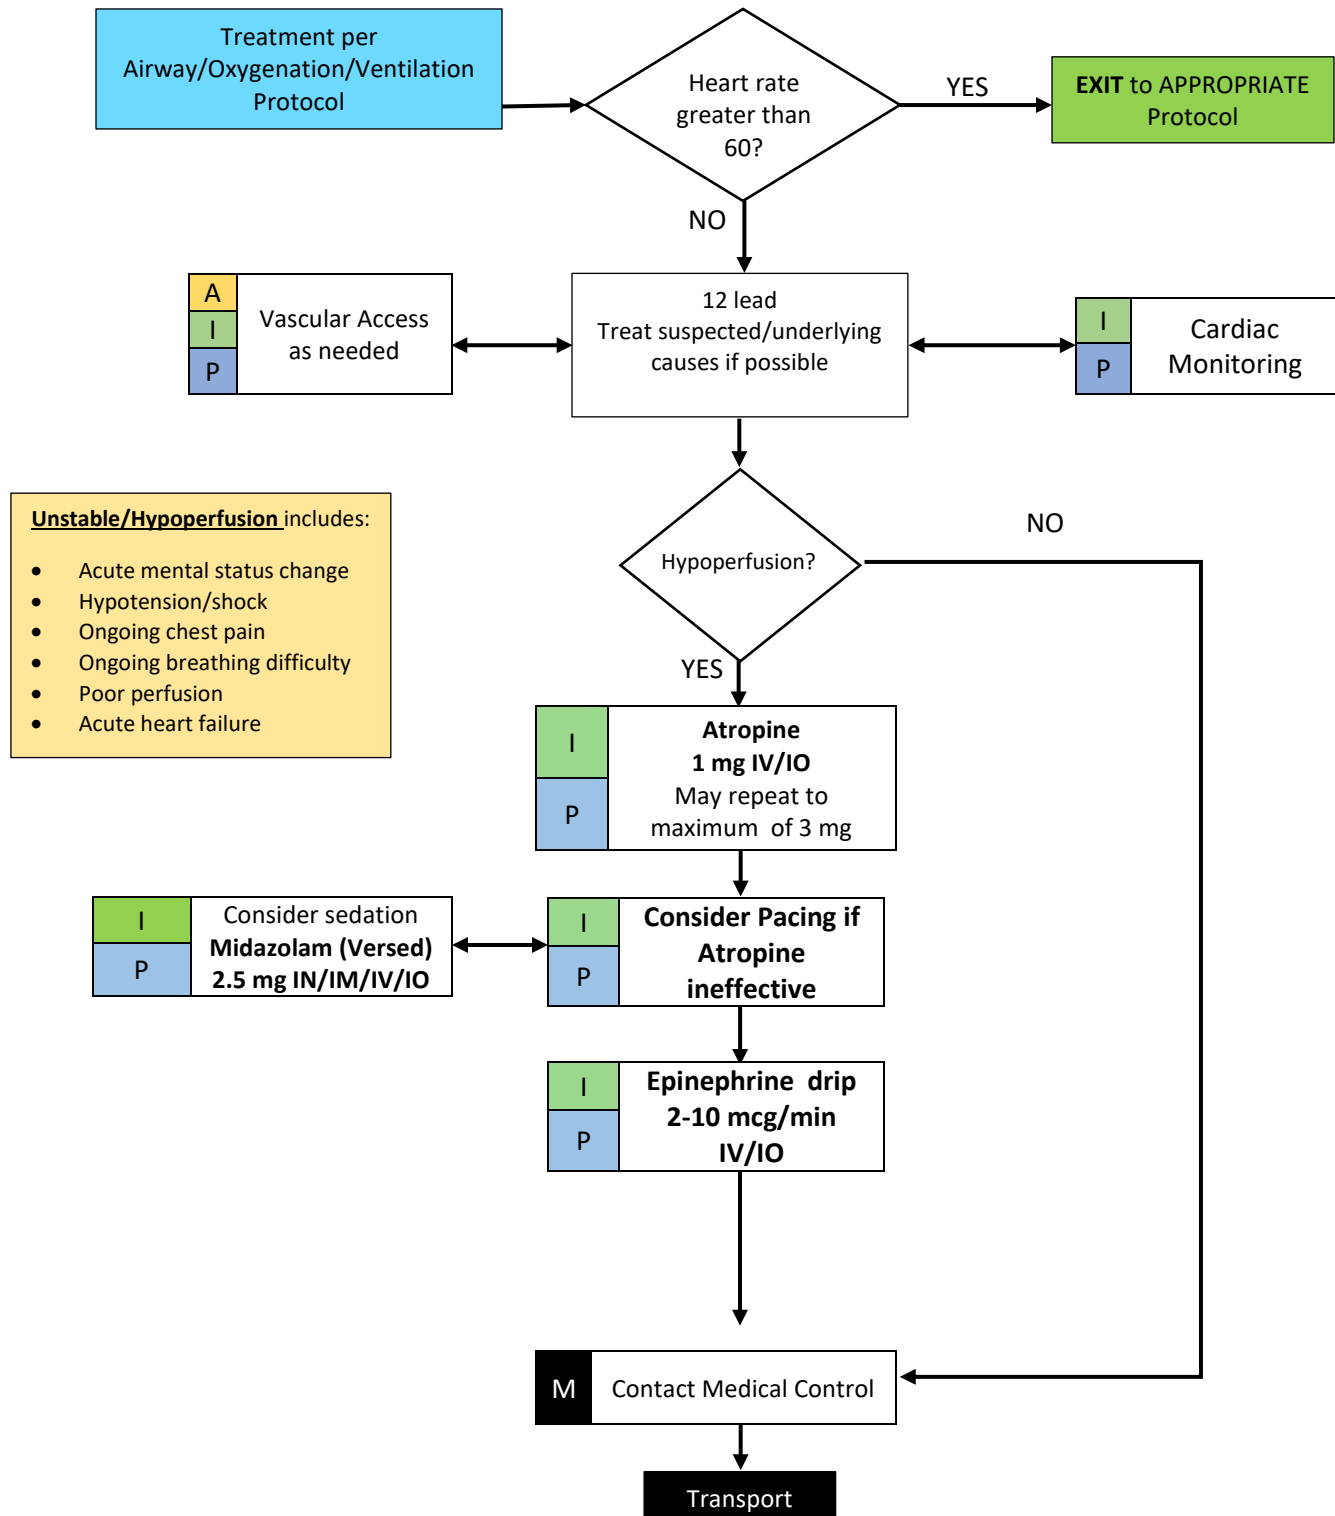 Treatment per
Airway/Oxygenation/Ventilation
Protocol
Heart rate
greater than
60?
YES
EXIT to APPROPRIATE
Protocol
NO
A
I
P
Vascular Access
as needed
12 lead
Treat suspected/underlying
causes if possible
I
P
Cardiac
Monitoring
Unstable/Hypoperfusion includes:
• Acute mental status change
• Hypotension/shock
• Ongoing chest pain
• Ongoing breathing difficulty
• Poor perfusion
• Acute heart failure
Hypoperfusion?
NO
YES
I
P
Atropine
1 mg IV/IO
May repeat to
maximum of 3 mg
I
P
Consider sedation
Midazolam (Versed)
2.5 mg IN/IM/IV/IO
I
P
Consider Pacing if
Atropine
ineffective
I
P
Epinephrine drip
2-10 mcg/min
IV/IO
M
Contact Medical Control
Transport